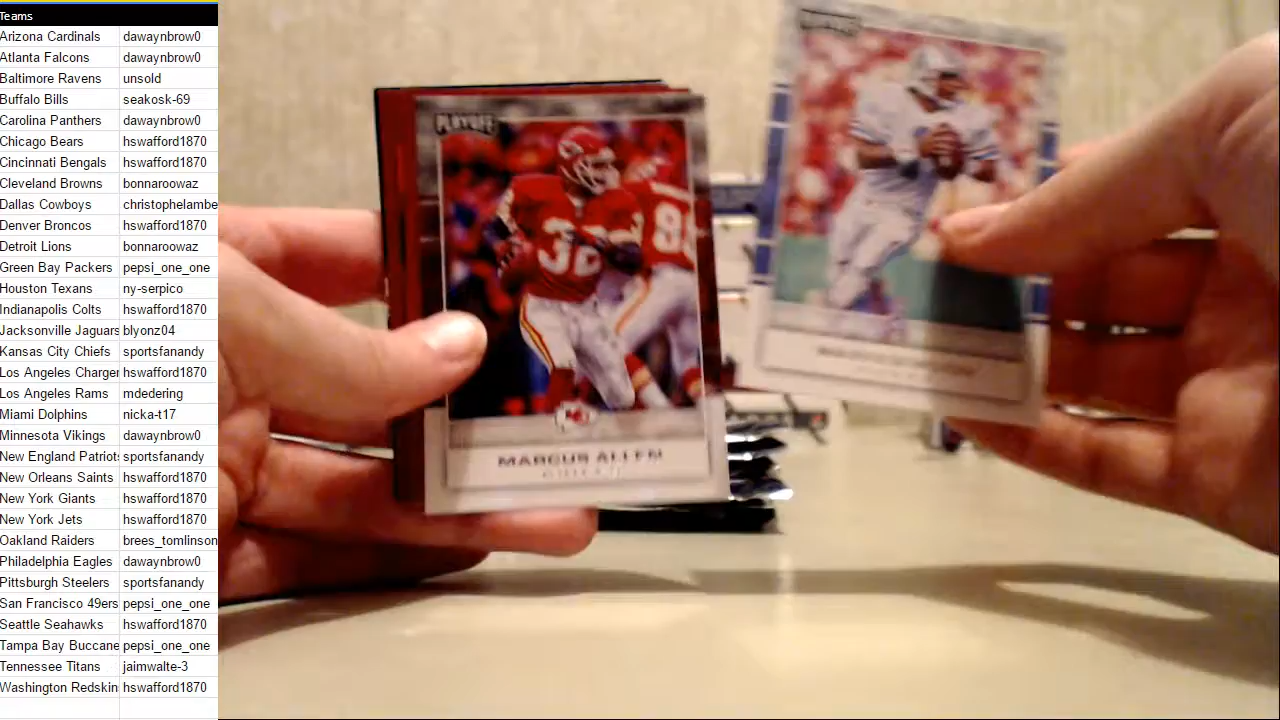 Teams
Arizona Cardinals dawaynbrow0
Atlanta Falcons dawaynbrow0
Baltimore Ravens unsold
Buffalo Bills seakosk-69
Carolina Panthers dawaynbrow0
Chicago Bears hswafford1870
Cincinnati Bengals hswafford1870
Cleveland Browns bonnaroowaz
Dallas Cowboys christophelambe
Denver Broncos hswafford1870
Detroit Lions bonnaroowaz
Green Bay Packers pepsi_one_one
Houston Texans ny-serpico
Indianapolis Colts hswafford1870
Jacksonville Jaguars blyonz04
Kansas City Chiefs sportsfanandy
Los Angeles Charger hswafford1870
Los Angeles Rams mdedering
Miami Dolphins nicka-t17
Minnesota Vikings dawaynbrow0
New England Patriots sportsfanandy
New Orleans Saints hswafford1870
New York Giants hswafford1870
New York Jets hswafford1870
Oakland Raiders brees_tomlinson
Philadelphia Eagles dawaynbrow0
Pittsburgh Steelers sportsfanandy
San Francisco 49ers pepsi_one_one
Seattle Seahawks hswafford1870
Tampa Bay Buccane pepsi_one_one
Tennessee Titans jaimwalte-3
Washington Redskin hswafford1870
PLAYOFF
32
MARCUS ALLEN